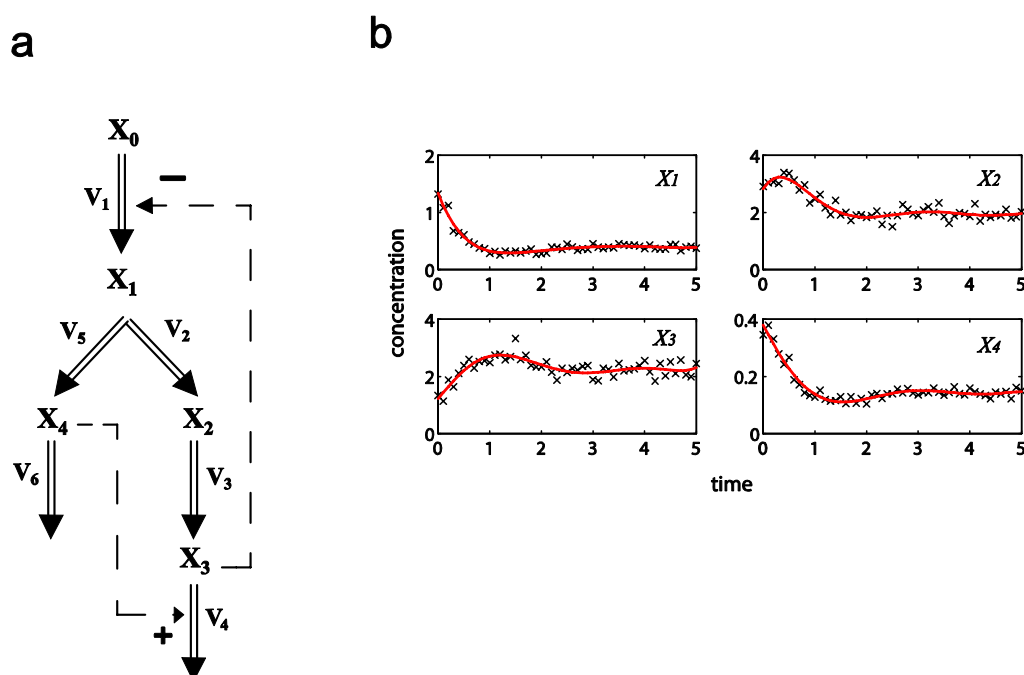 a
b
X₀
−
V₁
X₁
V₅
V₂
X₄
X₂
V₆
V₃
X₃
+
V₄
concentration
2
1
0
0 1 2 3 4 5
X1
4
2
0
0 1 2 3 4 5
X2
4
2
0
0 1 2 3 4 5
X3
0.4
0.2
0
0 1 2 3 4 5
X4
time